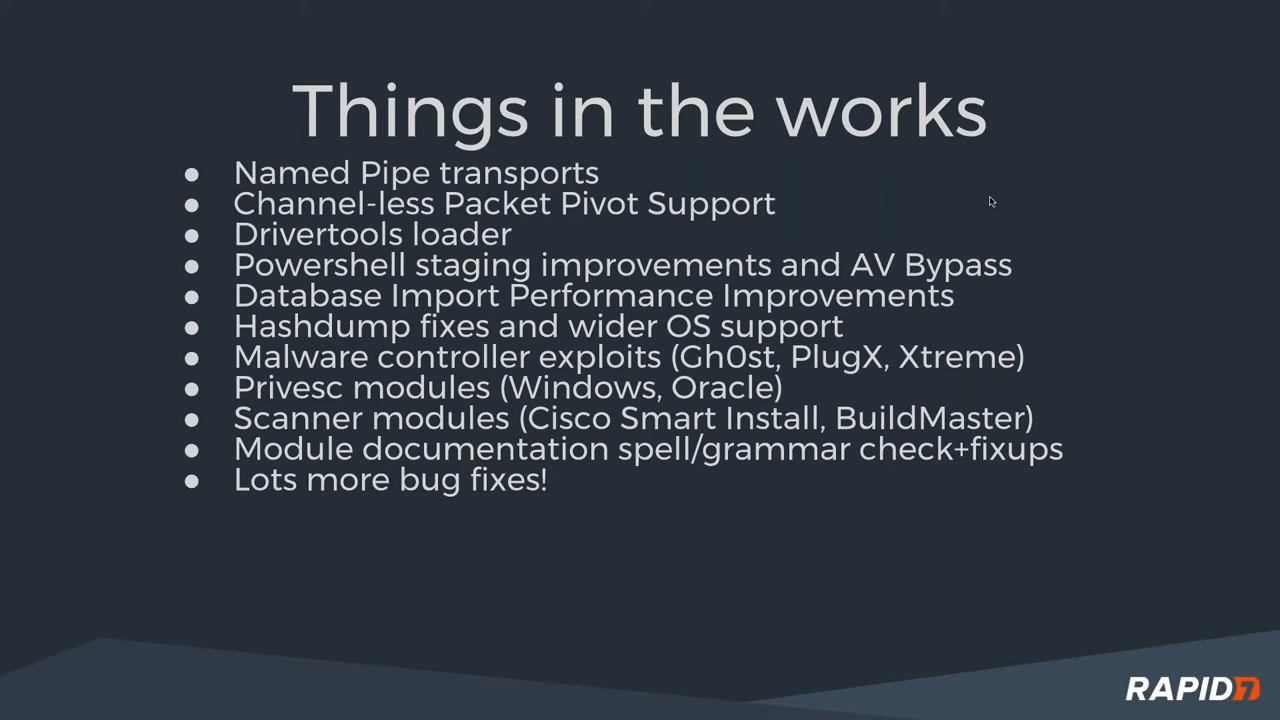 Things in the works
● Named Pipe transports
● Channel-less Packet Pivot Support
● Drivertools loader
● Powershell staging improvements and AV Bypass
● Database Import Performance Improvements
● Hashdump fixes and wider OS support
● Malware controller exploits (Gh0st, PlugX, Xtreme)
● Privesc modules (Windows, Oracle)
● Scanner modules (Cisco Smart Install, BuildMaster)
● Module documentation spell/grammar check+fixups
● Lots more bug fixes!
RAPID7